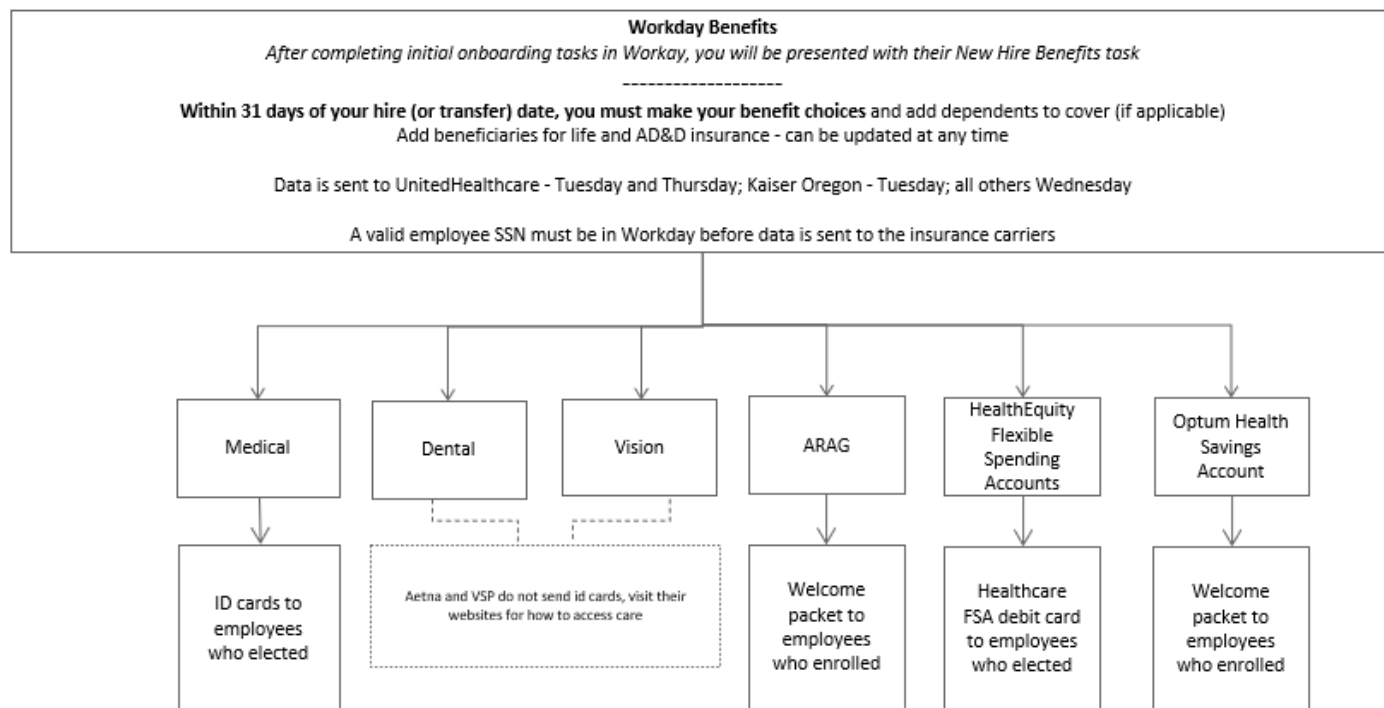 Workday Benefits
After completing initial onboarding tasks in Workay, you will be presented with their New Hire Benefits task
-------------------
Within 31 days of your hire (or transfer) date, you must make your benefit choices and add dependents to cover (if applicable)
Add beneficiaries for life and AD&D insurance - can be updated at any time
Data is sent to UnitedHealthcare - Tuesday and Thursday; Kaiser Oregon - Tuesday; all others Wednesday
A valid employee SSN must be in Workday before data is sent to the insurance carriers
Medical
Dental
Vision
ARAG
HealthEquity
Flexible
Spending
Accounts
Optum Health
Savings
Account
ID cards to
employees
who elected
Aetna and VSP do not send id cards, visit their
websites for how to access care
Welcome
packet to
employees
who enrolled
Healthcare
FSA debit card
to employees
who elected
Welcome
packet to
employees
who enrolled